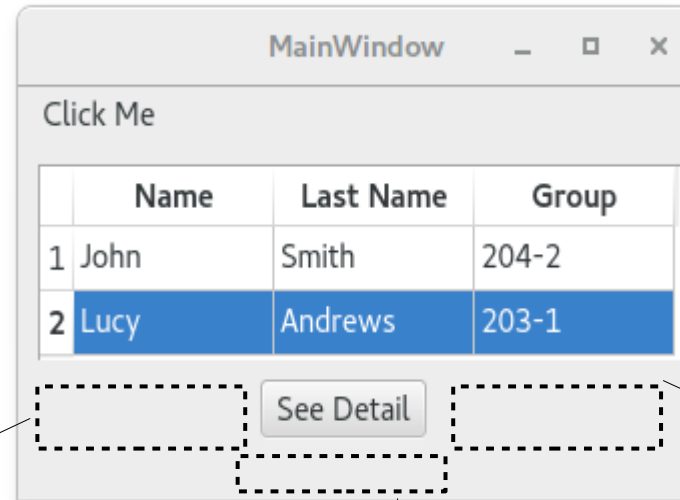 MainWindow
Click Me
Name Last Name Group
1 John Smith 204-2
2 Lucy Andrews 203-1
See Detail